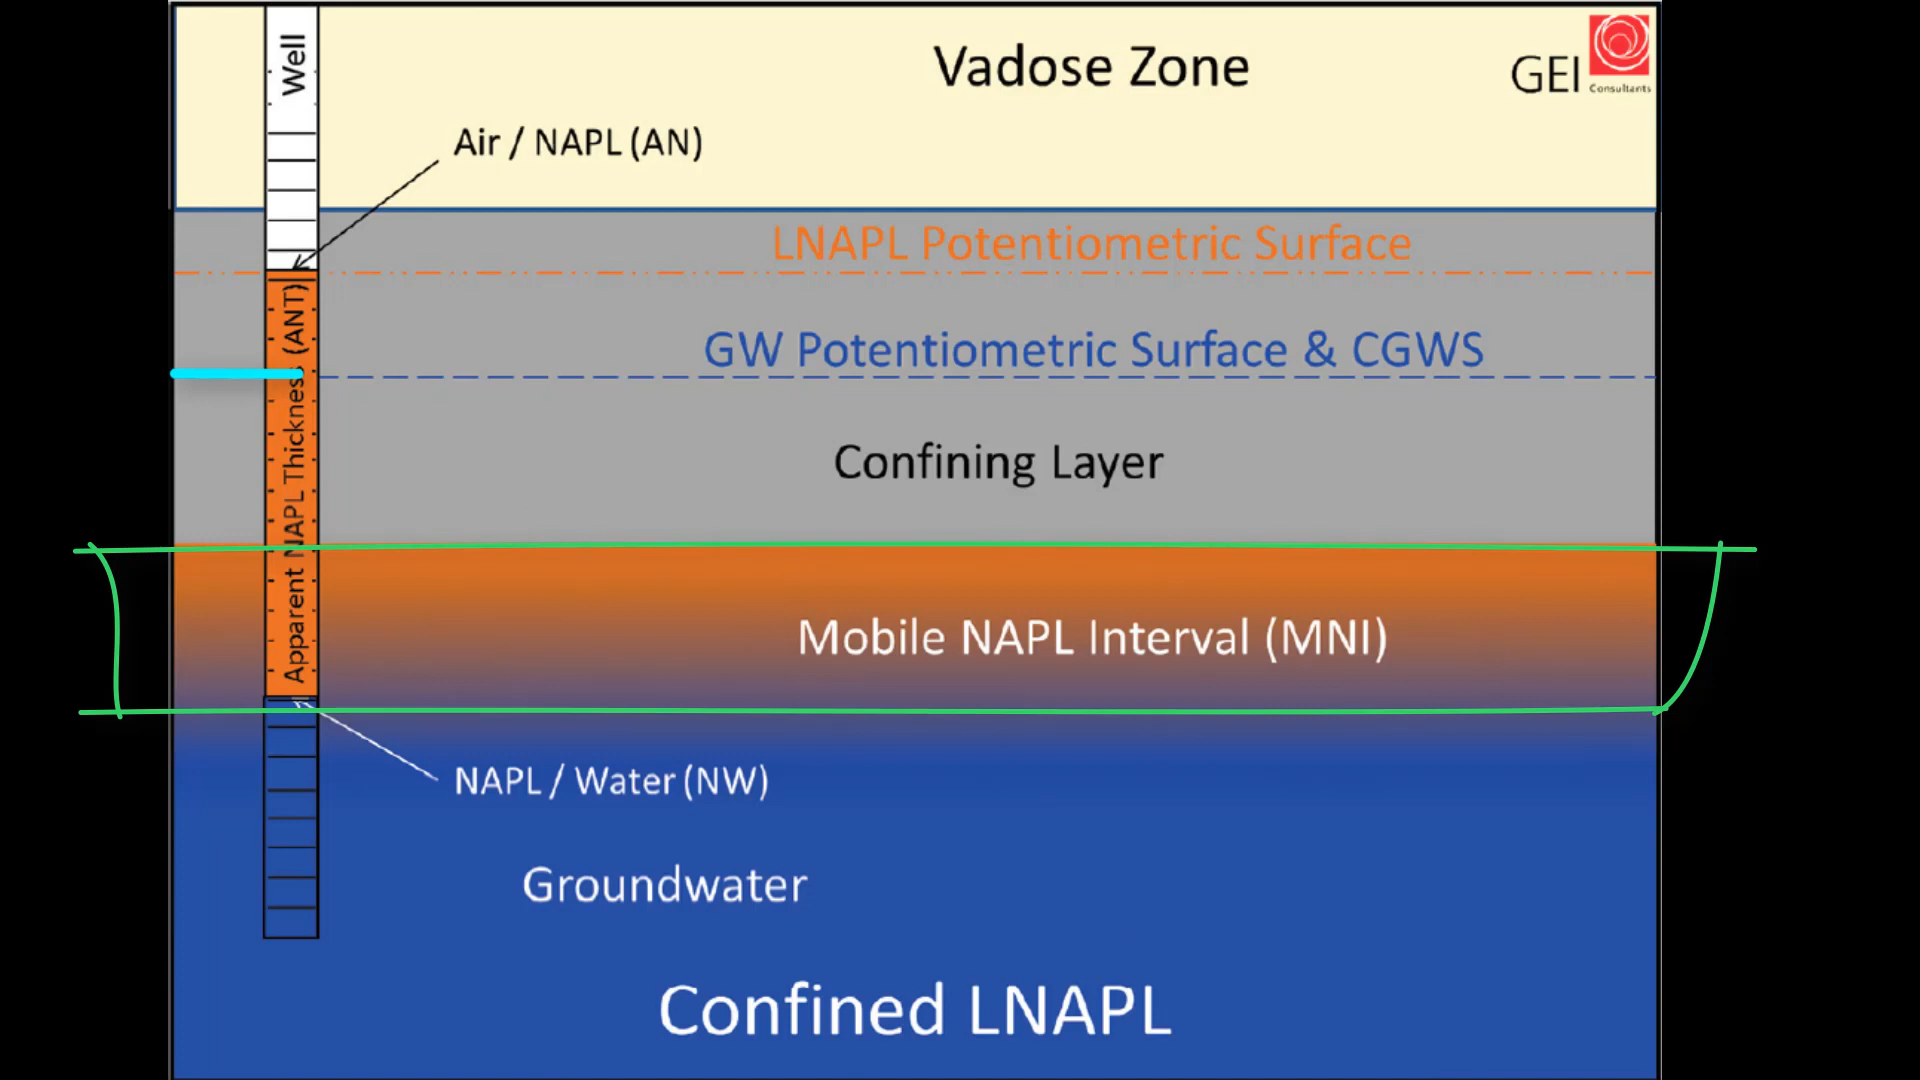 Well
Vadose Zone
GEI
Consultants
Air / NAPL (AN)
LNAPL Potentiometric Surface
GW Potentiometric Surface & CGWS
Apparent NAPL Thickness (ANT)
Confining Layer
Mobile NAPL Interval (MNI)
NAPL / Water (NW)
Groundwater
Confined LNAPL